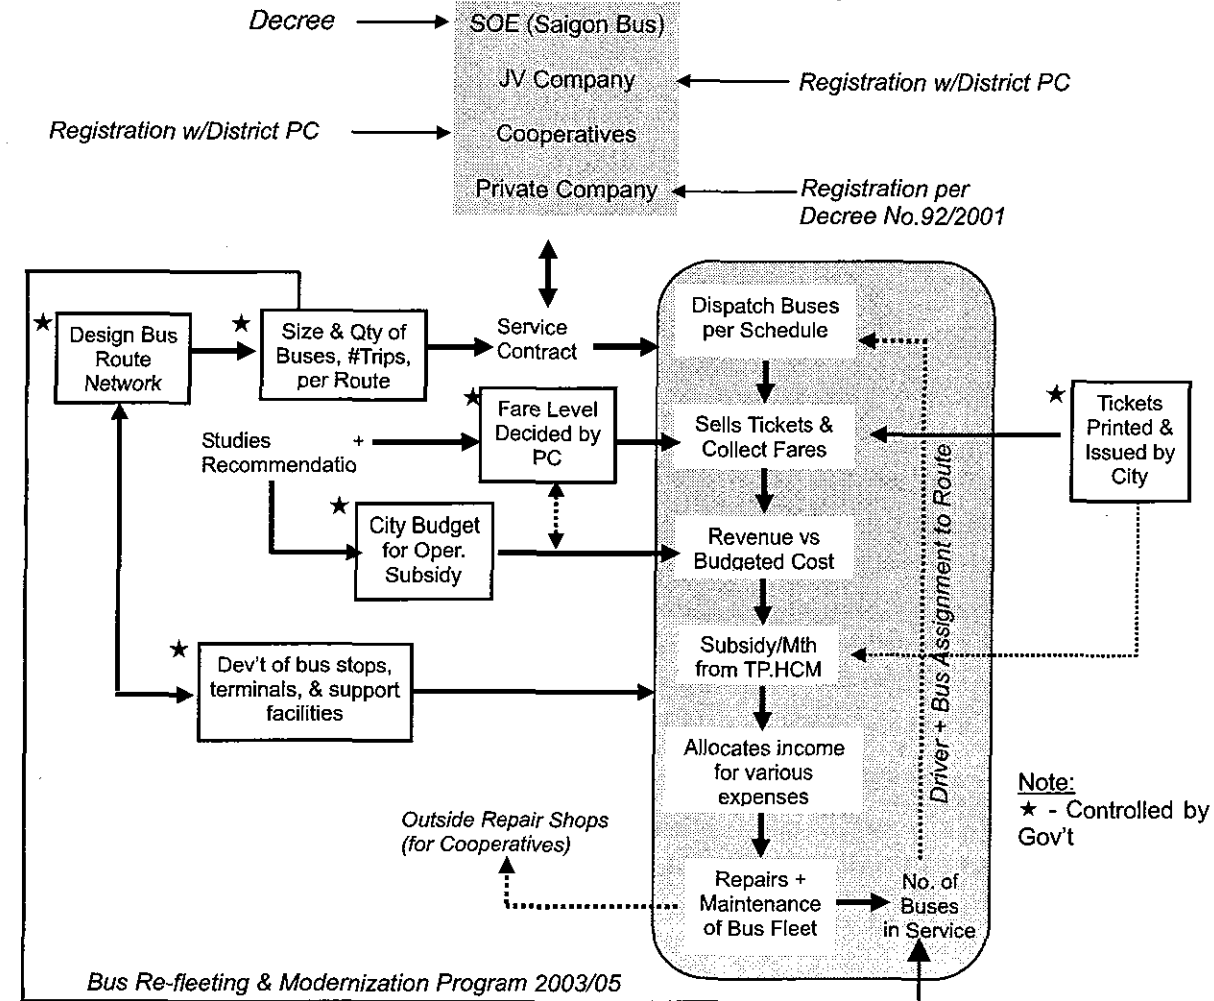 Decree
SOE (Saigon Bus)
JV Company
Registration w/District PC
Registration w/District PC
Cooperatives
Private Company
Registration per
Decree No.92/2001
★
Design Bus
Route
Network
★
Size & Qty of
Buses, #Trips,
per Route
Service
Contract
Dispatch Buses
per Schedule
Studies +
Recommendatio
★
Fare Level
Decided by
PC
Sells Tickets &
Collect Fares
★
Tickets
Printed &
Issued by
City
★
City Budget
for Oper.
Subsidy
Revenue vs
Budgeted Cost
Driver + Bus Assignment to Route
★
Dev't of bus stops,
terminals, & support
facilities
Subsidy/Mth
from TP.HCM
Allocates income
for various
expenses
Note:
★ - Controlled by
Gov't
Outside Repair Shops
(for Cooperatives)
Repairs +
Maintenance
of Bus Fleet
No. of
Buses
in Service
Bus Re-fleeting & Modernization Program 2003/05